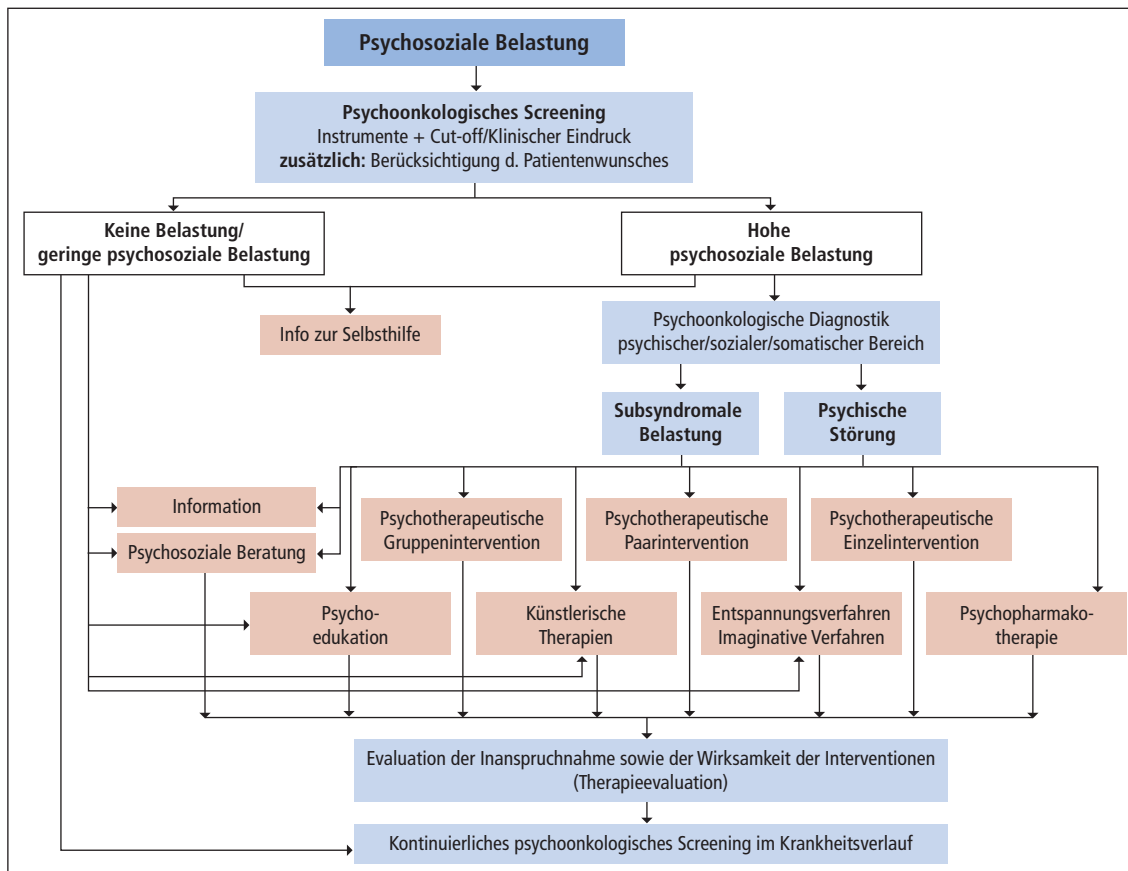 Psychosoziale Belastung
Psychoonkologisches Screening
Instrumente + Cut-off/Klinischer Eindruck
zusätzlich: Berücksichtigung d. Patientenwunsches
Keine Belastung/
geringe psychosoziale Belastung
Hohe
psychosoziale Belastung
Info zur Selbsthilfe
Psychoonkologische Diagnostik
psychischer/sozialer/somatischer Bereich
Subsyndromale
Belastung
Psychische
Störung
Information
Psychosoziale Beratung
Psychotherapeutische
Gruppenintervention
Psychotherapeutische
Paarintervention
Psychotherapeutische
Einzelintervention
Psycho-
edukation
Künstlerische
Therapien
Entspannungsverfahren
Imaginative Verfahren
Psychopharmako-
therapie
Evaluation der Inanspruchnahme sowie der Wirksamkeit der Interventionen
(Therapieevaluation)
Kontinuierliches psychoonkologisches Screening im Krankheitsverlauf